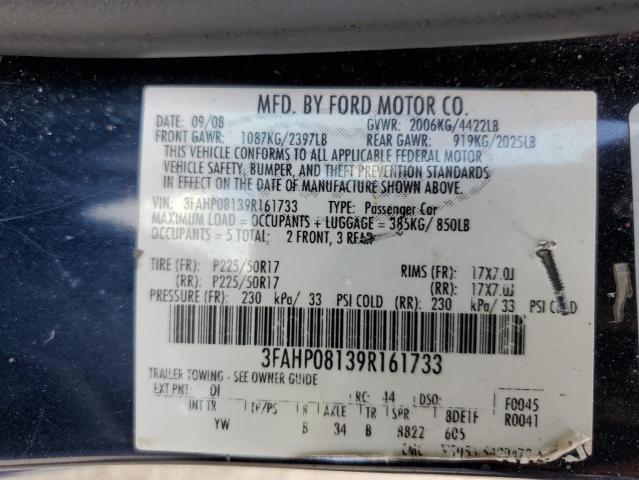 MFD. BY FORD MOTOR CO.
DATE: 09/08 GVWR: 2006KG/4422LB
FRONT GAWR: 1087KG/2397LB REAR GAWR: 919KG/2025LB
THIS VEHICLE CONFORMS TO ALL APPLICABLE FEDERAL MOTOR
VEHICLE SAFETY, BUMPER, AND THEFT PREVENTION STANDARDS
IN EFFECT ON THE DATE OF MANUFACTURE SHOWN ABOVE.
VIN: 3FAHP08139R161733 TYPE: Passenger Car
MAXIMUM LOAD = OCCUPANTS + LUGGAGE = 385KG/ 850LB
OCCUPANTS = 5 TOTAL; 2 FRONT, 3 REAR
TIRE (FR): P225/50R17 RIMS (FR): 17X7.0J
(RR): P225/50R17 (RR): 17X7.0J
PRESSURE (FR): 230 kPa/ 33 PSI COLD (RR): 230 kPa/ 33 PSI COLD
3FAHP08139R161733
TRAILER TOWING - SEE OWNER GUIDE
EXT PNT: DI RC: 44 DSO: F0045
INT TR TP/PS R AXLE TR SPR 8DE1F R0041
YW B 34 B 8822 605